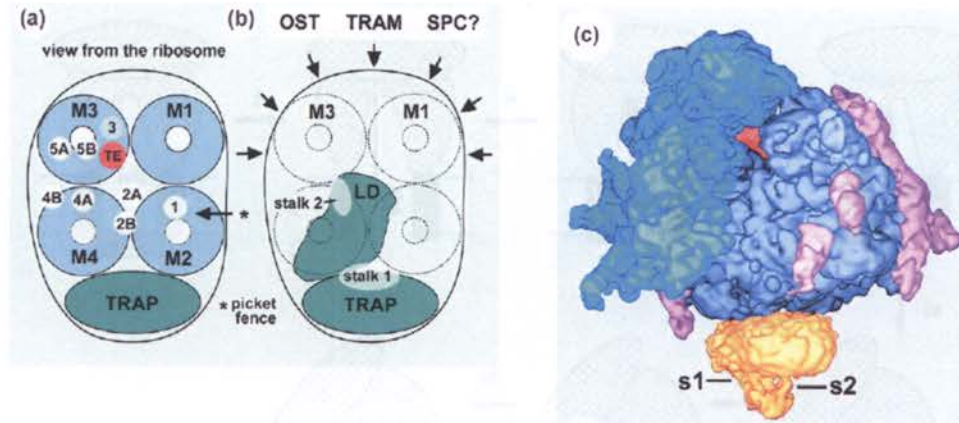 (a)
view from the ribosome
M3
M1
3
5A
5B
TE
4B
4A
2A
1
*
2B
M4
M2
TRAP
* picket
fence
(b)
OST
TRAM
SPC?
M3
M1
LD
stalk 2
stalk 1
TRAP
(c)
s1
s2